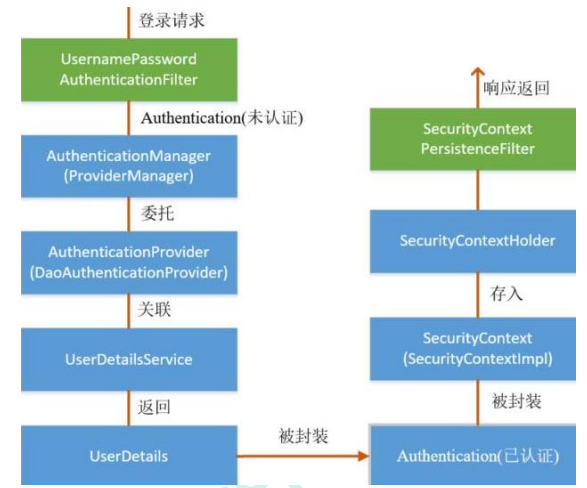 登录请求
UsernamePassword
AuthenticationFilter
Authentication(未认证)
AuthenticationManager
(ProviderManager)
委托
AuthenticationProvider
(DaoAuthenticationProvider)
关联
UserDetailsService
返回
UserDetails
被封装
Authentication(已认证)
被封装
SecurityContext
(SecurityContextImpl)
存入
SecurityContextHolder
SecurityContext
PersistenceFilter
响应返回